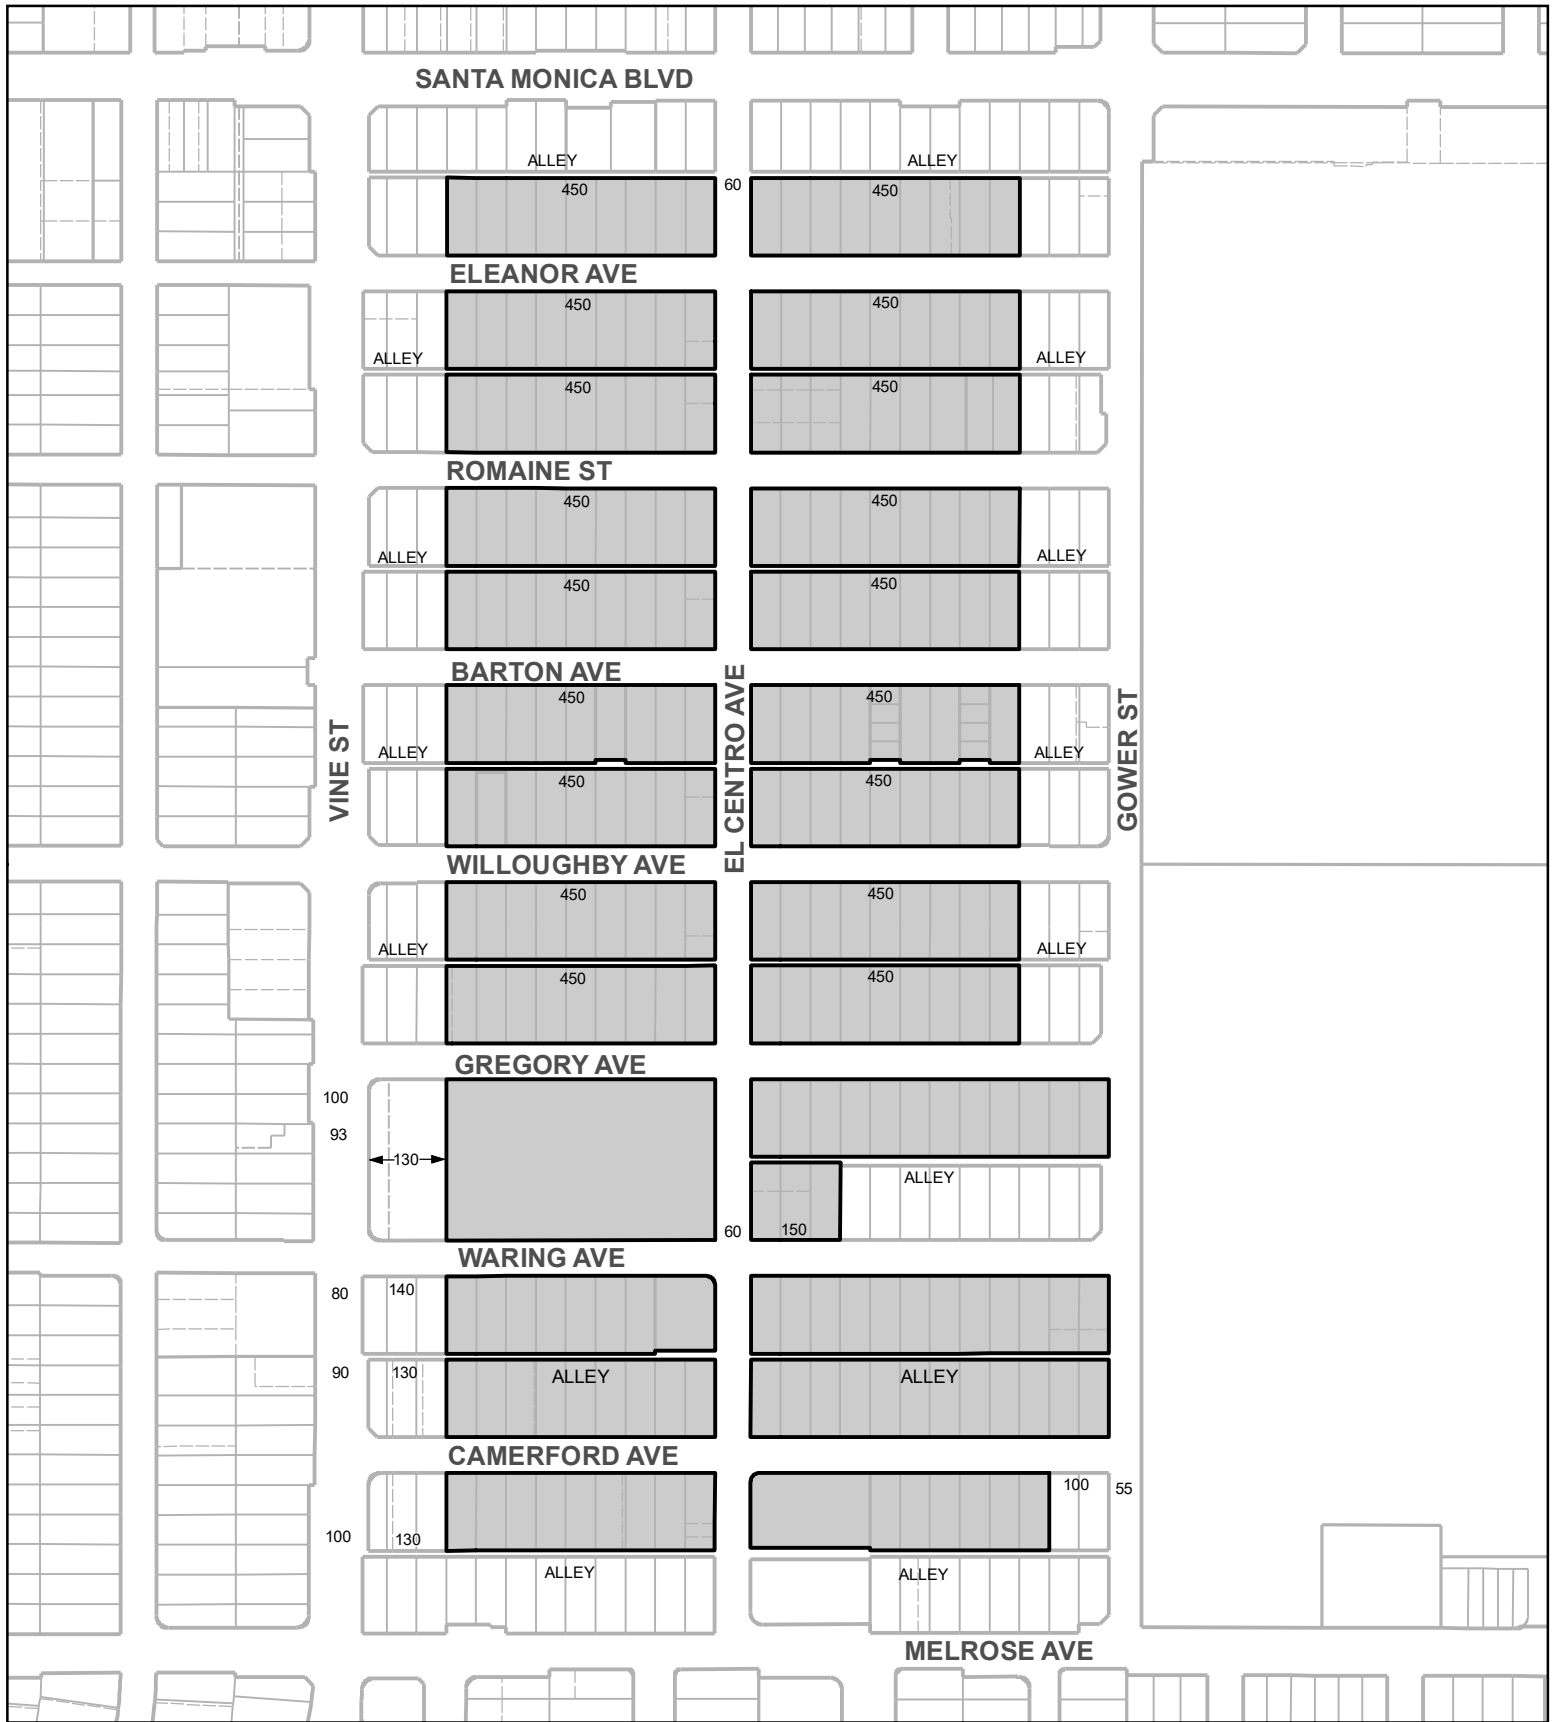 SANTA MONICA BLVD
ALLEY
ALLEY
450
60
450
ELEANOR AVE
450
450
ALLEY
ALLEY
450
450
ROMAINE ST
450
450
ALLEY
ALLEY
450
450
BARTON AVE
EL CENTRO AVE
VINE ST
GOWER ST
450
450
ALLEY
ALLEY
450
450
WILLOUGHBY AVE
450
450
ALLEY
ALLEY
450
450
GREGORY AVE
100
93
130
ALLEY
60
150
WARING AVE
80
140
90
130
ALLEY
ALLEY
CAMERFORD AVE
100
55
100
130
ALLEY
ALLEY
MELROSE AVE